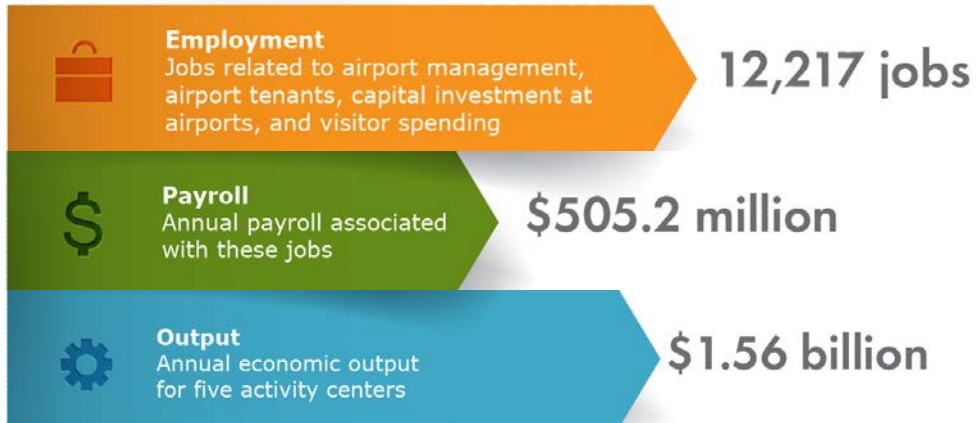 Employment
Jobs related to airport management,
airport tenants, capital investment at
airports, and visitor spending
12,217 jobs
$
Payroll
Annual payroll associated
with these jobs
$505.2 million
Output
Annual economic output
for five activity centers
$1.56 billion